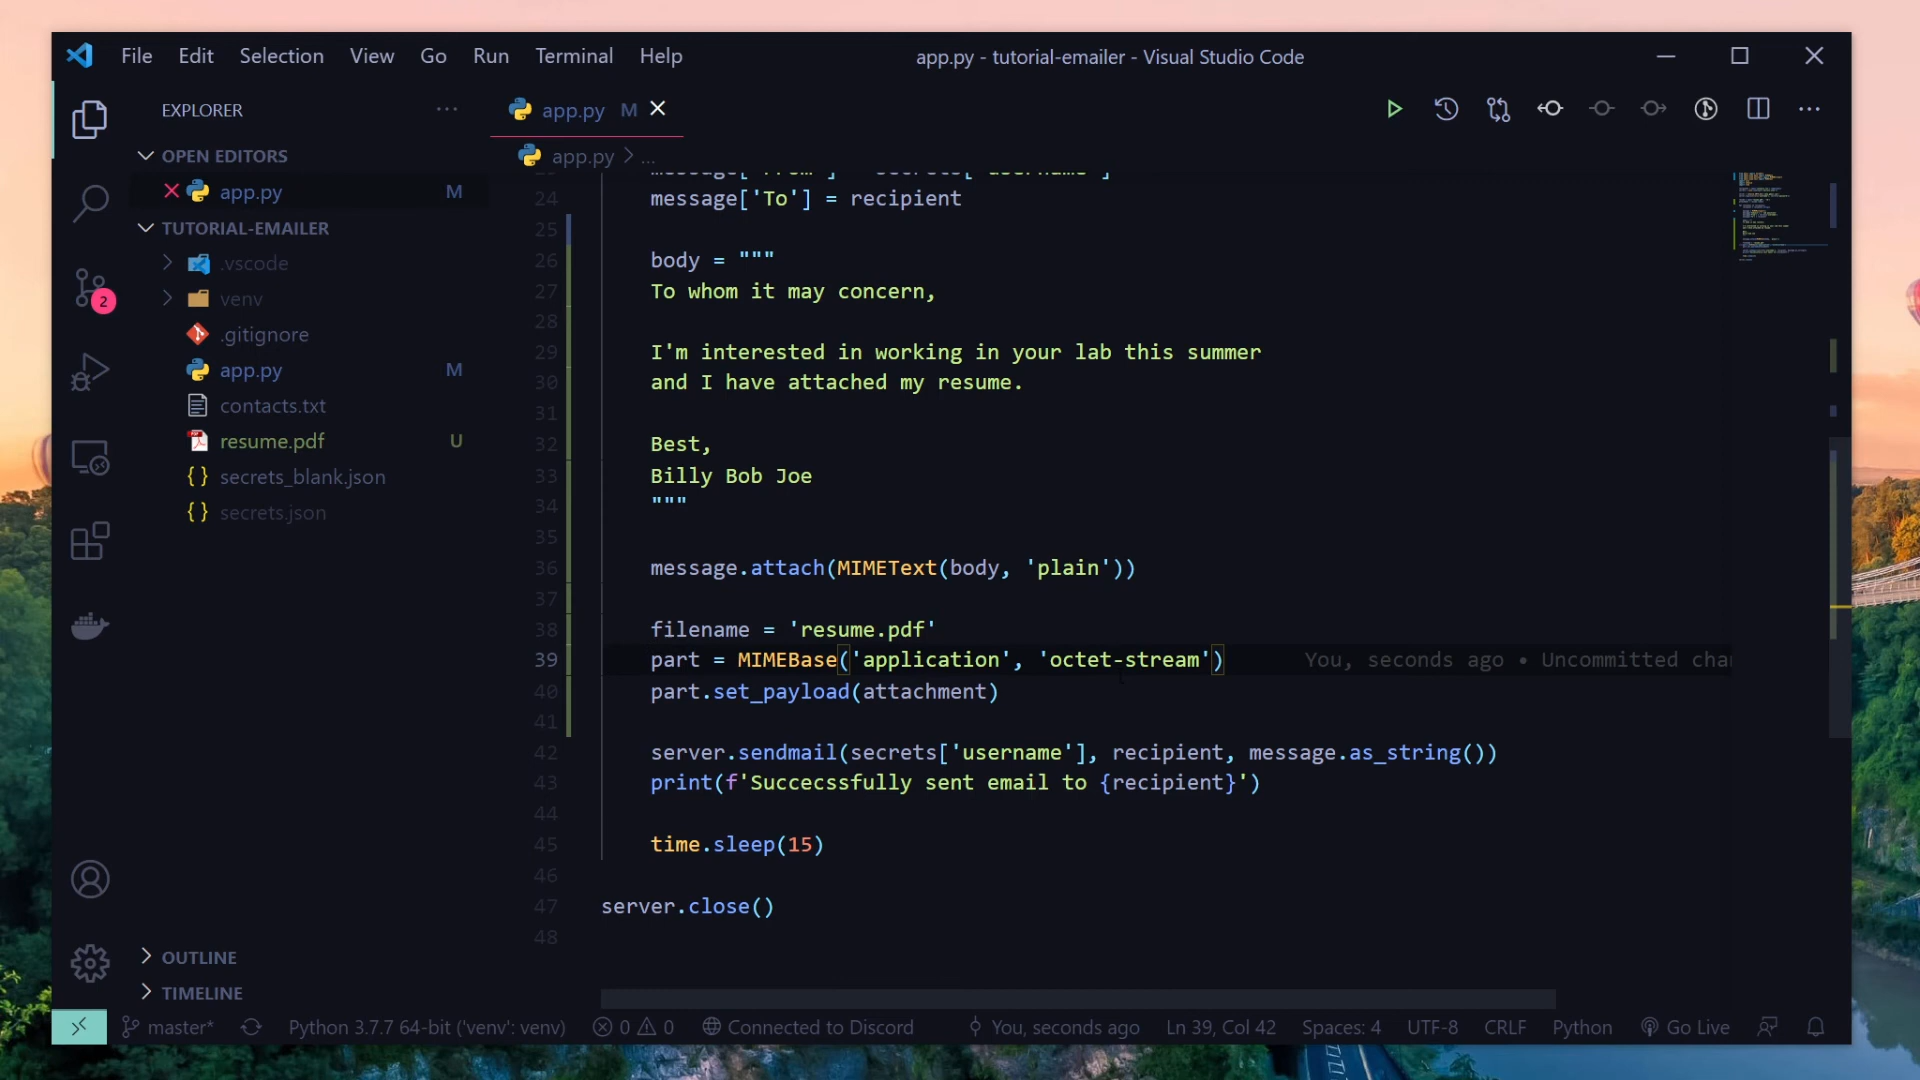 File Edit Selection View Go Run Terminal Help
app.py - tutorial-emailer - Visual Studio Code
EXPLORER
OPEN EDITORS
app.py M
TUTORIAL-EMAILER
.vscode
venv
.gitignore
app.py M
contacts.txt
resume.pdf U
secrets_blank.json
secrets.json
OUTLINE
TIMELINE
2
app.py M
app.py > ...
24 message['To'] = recipient
25
26 body = """
27 To whom it may concern,
28
29 I'm interested in working in your lab this summer
30 and I have attached my resume.
31
32 Best,
33 Billy Bob Joe
34 """
35
36 message.attach(MIMEText(body, 'plain'))
37
38 filename = 'resume.pdf'
39 part = MIMEBase('application', 'octet-stream') You, seconds ago • Uncommitted
40 part.set_payload(attachment)
41
42 server.sendmail(secrets['username'], recipient, message.as_string())
43 print(f'Succecssfully sent email to {recipient}')
44
45 time.sleep(15)
46
47 server.close()
48
master* Python 3.7.7 64-bit ('venv': venv) 0 0 Connected to Discord You, seconds ago Ln 39, Col 42 Spaces: 4 UTF-8 CRLF Python Go Live